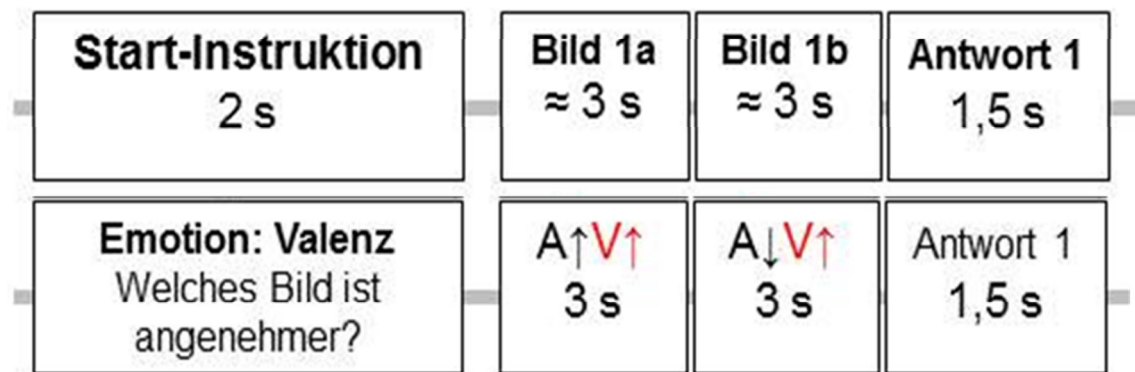 Start-Instruktion
2 s
Bild 1a
≈ 3 s
Bild 1b
≈ 3 s
Antwort 1
1,5 s
Emotion: Valenz
Welches Bild ist
angenehmer?
A↑V↑
3 s
A↓V↑
3 s
Antwort 1
1,5 s